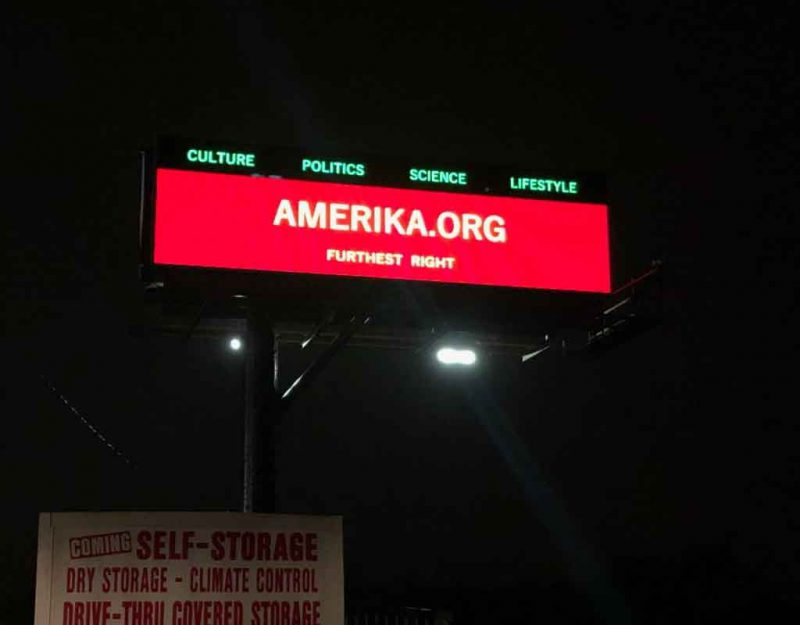 CULTURE POLITICS SCIENCE LIFESTYLE
AMERIKA.ORG
FURTHEST RIGHT
COMING SELF-STORAGE
DRY STORAGE - CLIMATE CONTROL
DRIVE-THRU COVERED STORAGE